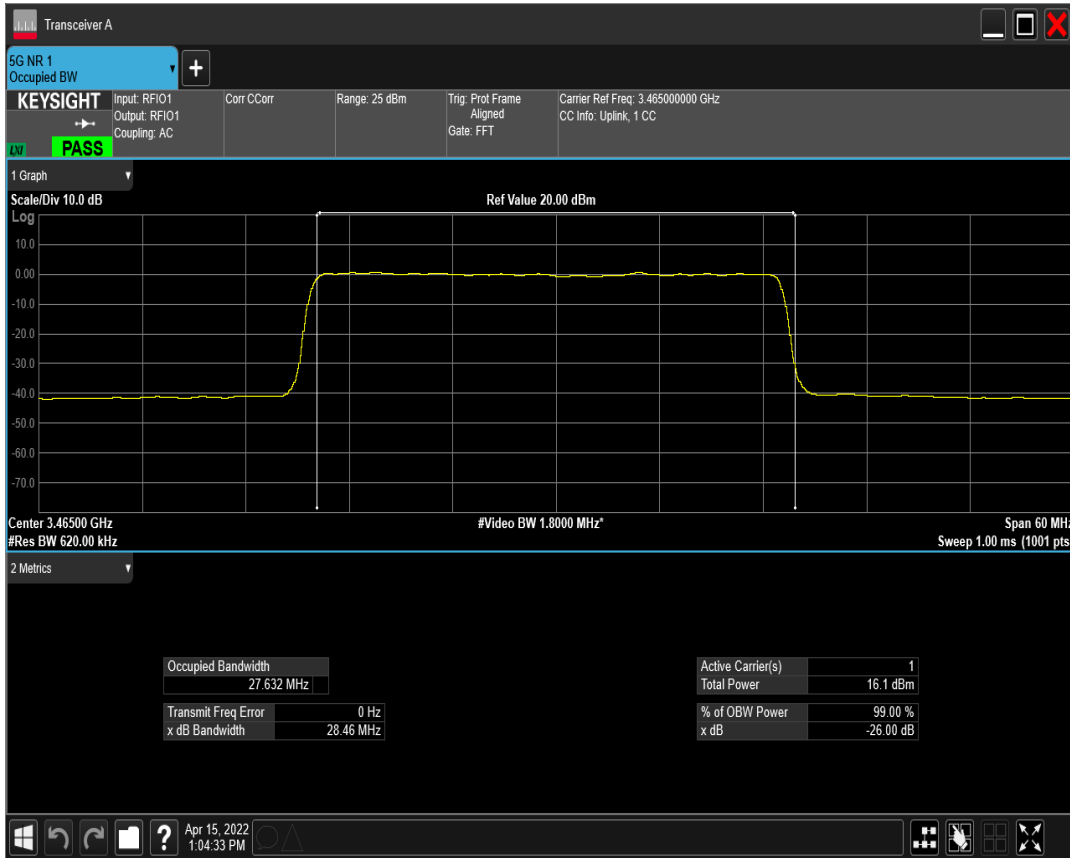 Transceiver A
5G NR 1
Occupied BW
+
KEYSIGHT
Input: RFIO1
Output: RFIO1
Coupling: AC
Corr CCorr
Range: 25 dBm
Trig: Prot Frame
Aligned
Gate: FFT
Carrier Ref Freq: 3.465000000 GHz
CC Info: Uplink, 1 CC
LXI
PASS
1 Graph
Scale/Div 10.0 dB
Ref Value 20.00 dBm
Log
10.0
0.00
-10.0
-20.0
-30.0
-40.0
-50.0
-60.0
-70.0
Center 3.46500 GHz
#Video BW 1.8000 MHz*
Span 60 MHz
#Res BW 620.00 kHz
Sweep 1.00 ms (1001 pts
2 Metrics
Occupied Bandwidth
27.632 MHz
Transmit Freq Error 0 Hz
x dB Bandwidth 28.46 MHz
Active Carrier(s) 1
Total Power 16.1 dBm
% of OBW Power 99.00 %
x dB -26.00 dB
?
Apr 15, 2022
1:04:33 PM